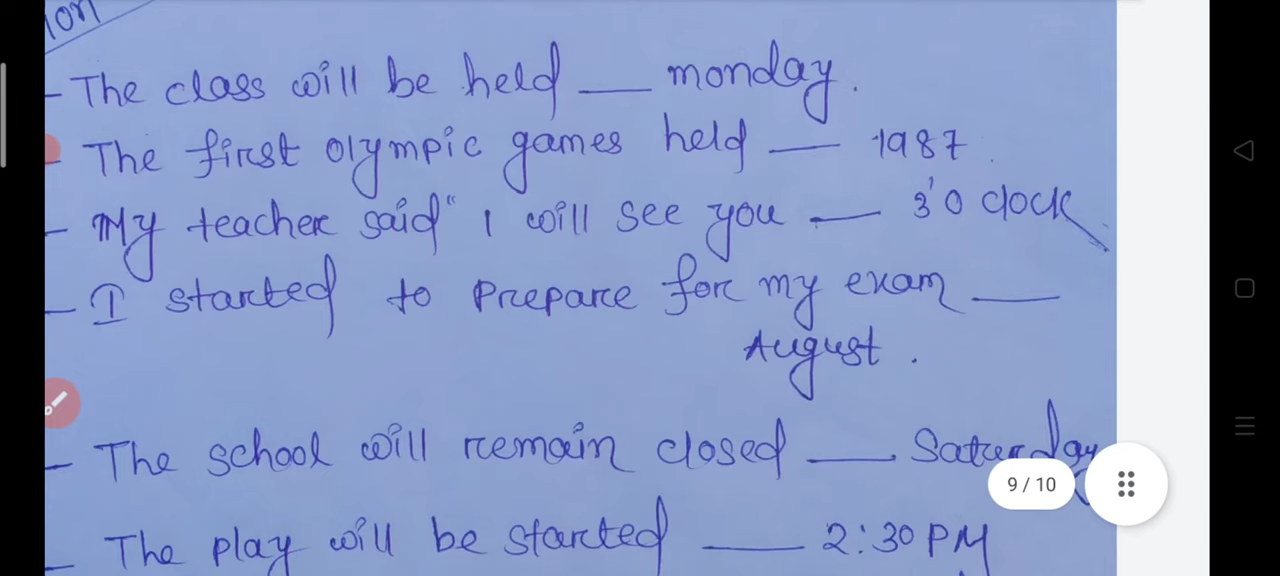 ion
- The class will be held ___ monday.
- The first olympic games held ___ 1987.
- My teacher said" I will see you ___ 3'0 clock
- I started to prepare for my exam ___
August.
- The school will remain closed ___ Saturday
9 / 10
- The play will be started ___ 2:30 PM